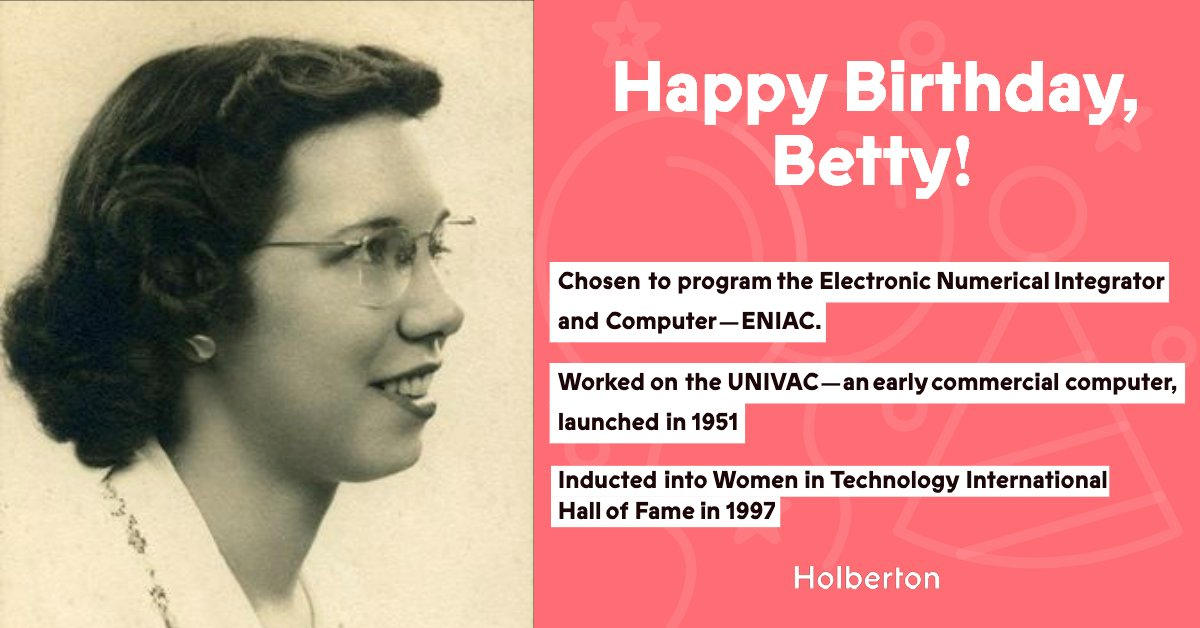 Happy Birthday,
Betty!
Chosen to program the Electronic Numerical Integrator
and Computer—ENIAC.
Worked on the UNIVAC—an early commercial computer,
launched in 1951
Inducted into Women in Technology International
Hall of Fame in 1997
Holberton